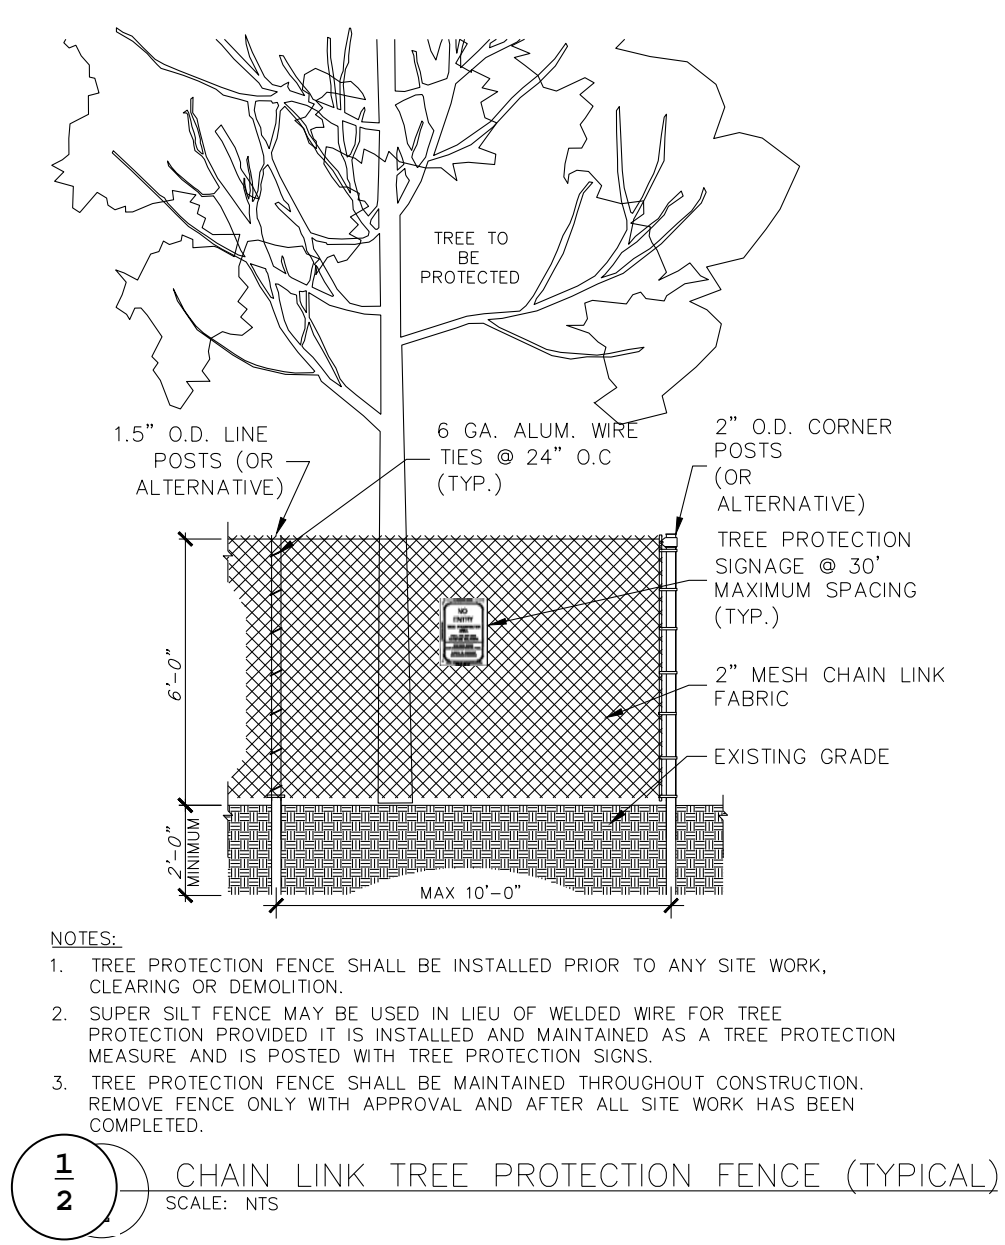 TREE TO
BE
PROTECTED
1.5" O.D. LINE
POSTS (OR
ALTERNATIVE)
6 GA. ALUM. WIRE
TIES @ 24" O.C
(TYP.)
2" O.D. CORNER
POSTS
(OR
ALTERNATIVE)
TREE PROTECTION
SIGNAGE @ 30'
MAXIMUM SPACING
(TYP.)
NO
ENTRY
2" MESH CHAIN LINK
FABRIC
EXISTING GRADE
6'-0"
2'-0"
MINIMUM
MAX 10'-0"
NOTES:
1. TREE PROTECTION FENCE SHALL BE INSTALLED PRIOR TO ANY SITE WORK,
CLEARING OR DEMOLITION.
2. SUPER SILT FENCE MAY BE USED IN LIEU OF WELDED WIRE FOR TREE
PROTECTION PROVIDED IT IS INSTALLED AND MAINTAINED AS A TREE PROTECTION
MEASURE AND IS POSTED WITH TREE PROTECTION SIGNS.
3. TREE PROTECTION FENCE SHALL BE MAINTAINED THROUGHOUT CONSTRUCTION.
REMOVE FENCE ONLY WITH APPROVAL AND AFTER ALL SITE WORK HAS BEEN
COMPLETED.
1
2
CHAIN LINK TREE PROTECTION FENCE (TYPICAL)
SCALE: NTS